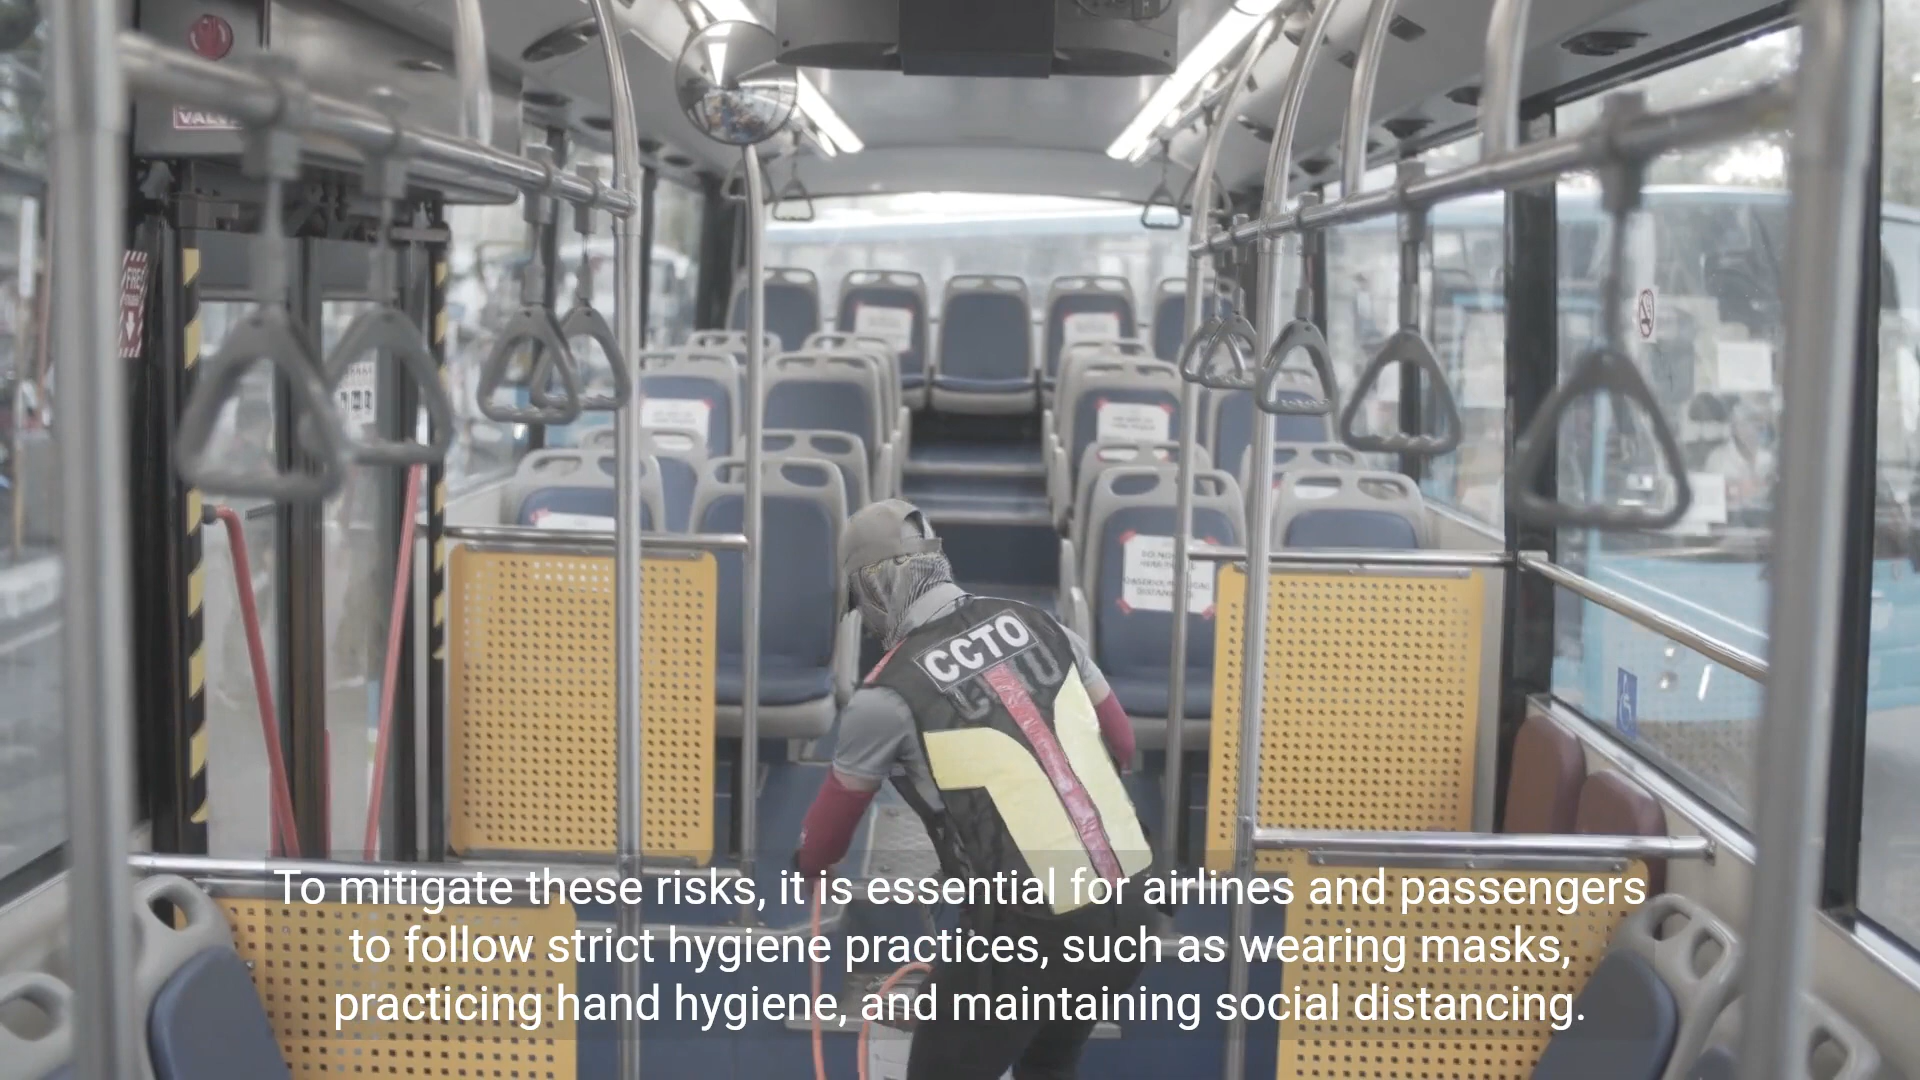 CCTO
To mitigate these risks, it is essential for airlines and passengers
to follow strict hygiene practices, such as wearing masks,
practicing hand hygiene, and maintaining social distancing.